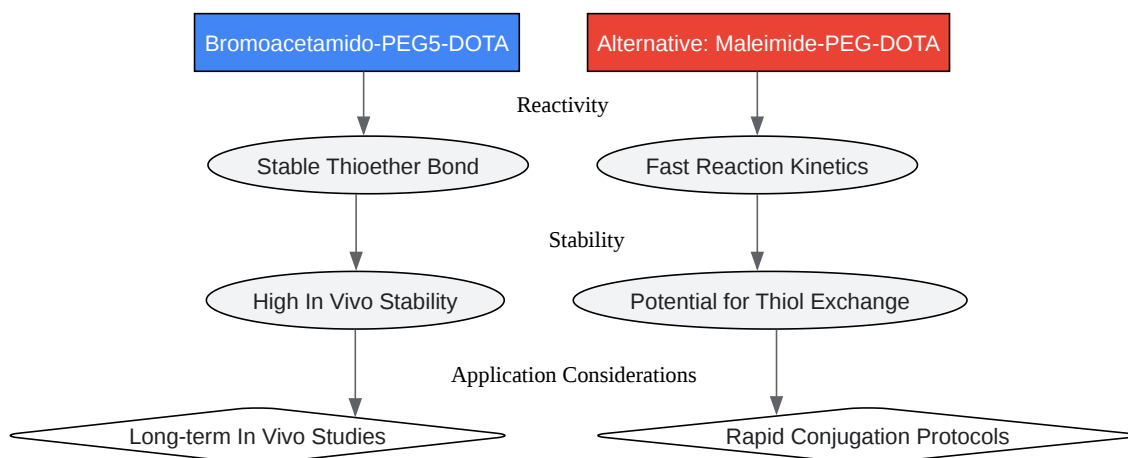 Bromoacetamido-PEG5-DOTA
Alternative: Maleimide-PEG-DOTA
Reactivity
Stable Thioether Bond
Fast Reaction Kinetics
Stability
High In Vivo Stability
Potential for Thiol Exchange
Application Considerations
Long-term In Vivo Studies
Rapid Conjugation Protocols